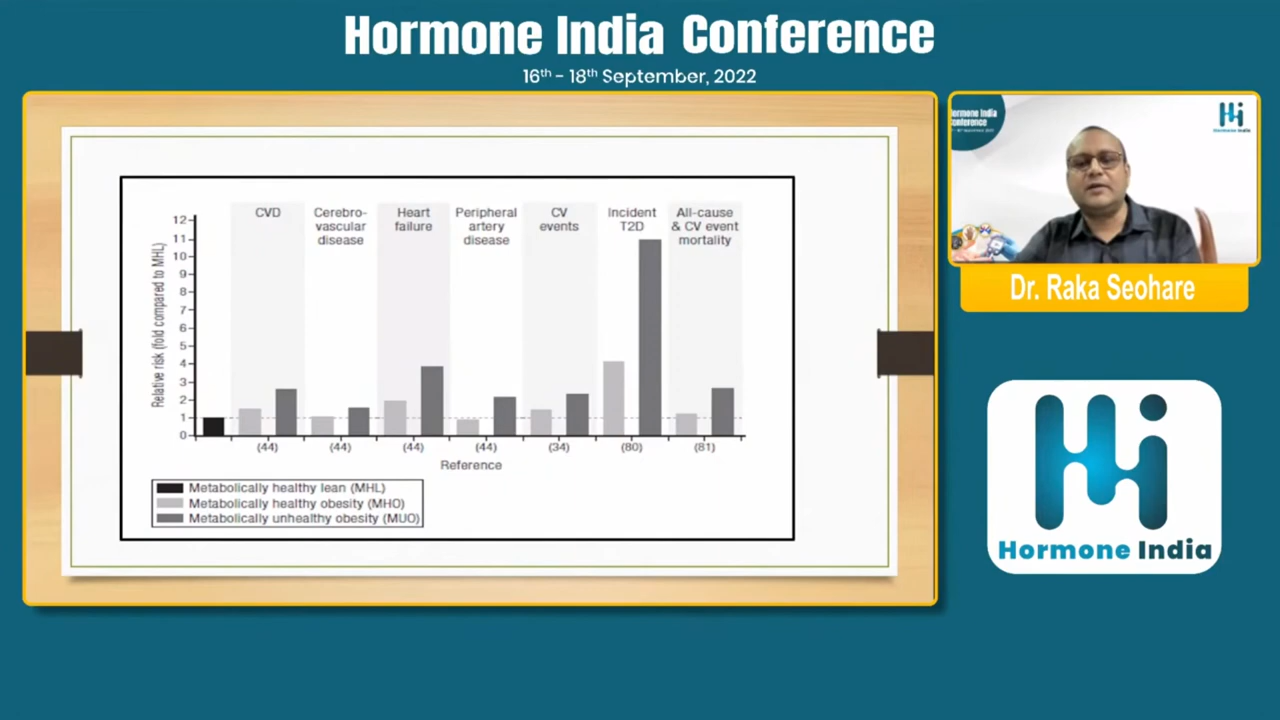 Hormone India Conference
16th - 18th September, 2022
CVD
Cerebro-
vascular
disease
Heart
failure
Peripheral
artery
disease
CV
events
Incident
T2D
All-cause
& CV event
mortality
Relative risk (fold compared to MHL)
12
11
10
9
8
7
6
5
4
3
2
1
0
(44)
(44)
(44)
(44)
(34)
(80)
(81)
Reference
Metabolically healthy lean (MHL)
Metabolically healthy obesity (MHO)
Metabolically unhealthy obesity (MUO)
ormone India
onference
Hormone India
Dr. Raka Seohare
Hormone India